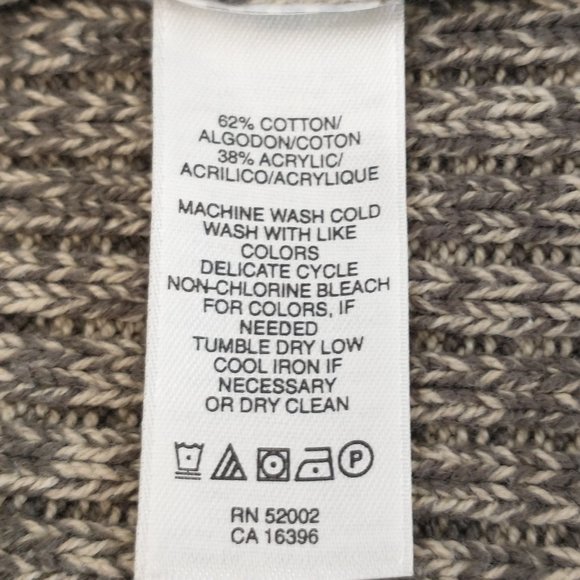 62% COTTON/
ALGODON/COTON
38% ACRYLIC/
ACRILICO/ACRYLIQUE
MACHINE WASH COLD
WASH WITH LIKE
COLORS
DELICATE CYCLE
NON-CHLORINE BLEACH
FOR COLORS, IF
NEEDED
TUMBLE DRY LOW
COOL IRON IF
NECESSARY
OR DRY CLEAN
P
RN 52002
CA 16396